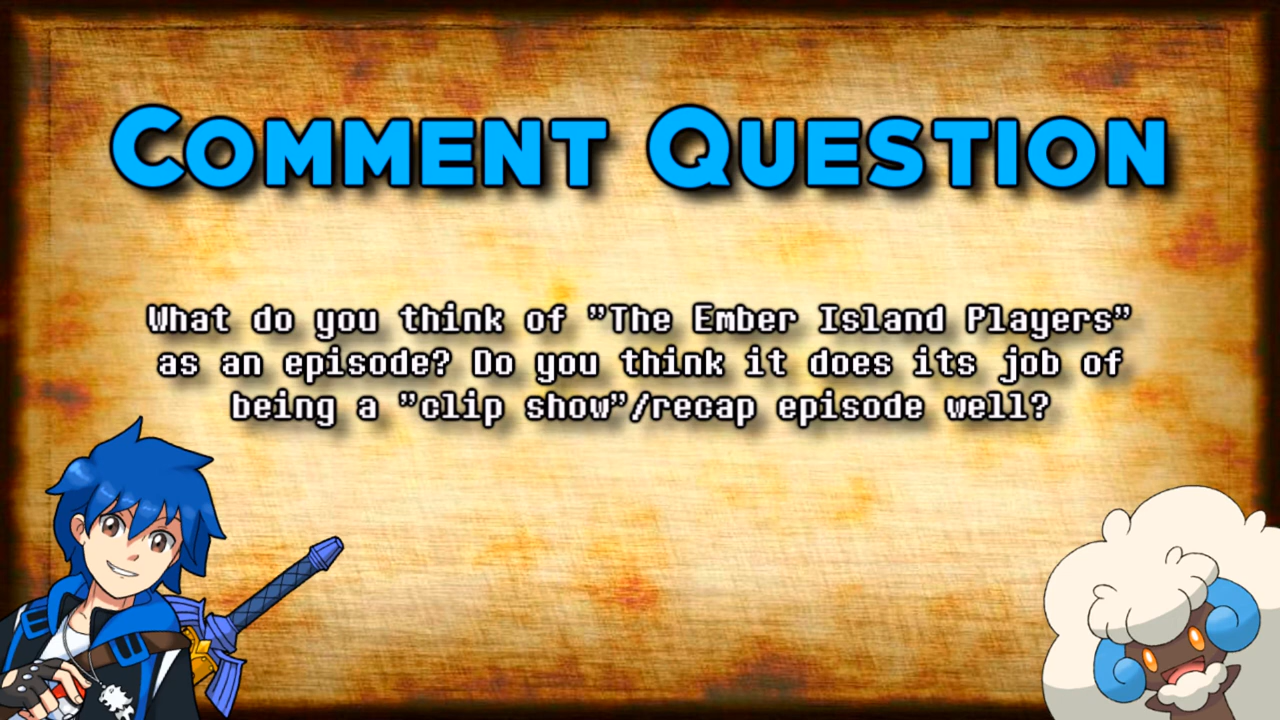 Comment Question
What do you think of ”The Ember Island Players”
as an episode? Do you think it does its job of
being a ”clip show”/recap episode well?